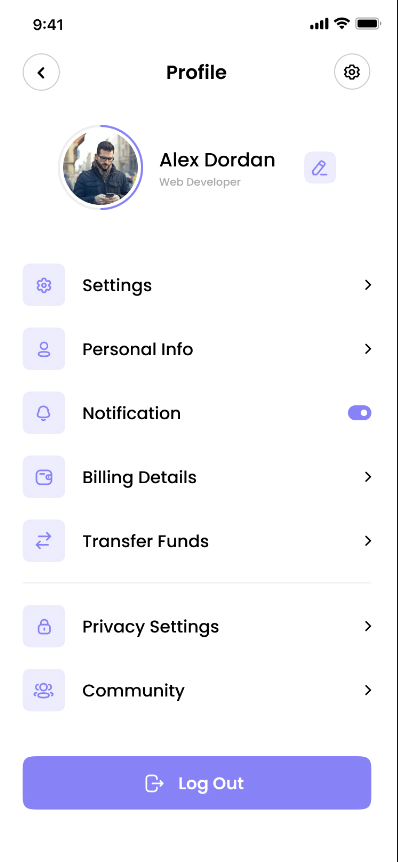 9:41
Profile
Alex Dordan
Web Developer
Settings
Personal Info
Notification
Billing Details
Transfer Funds
Privacy Settings
Community
Log Out